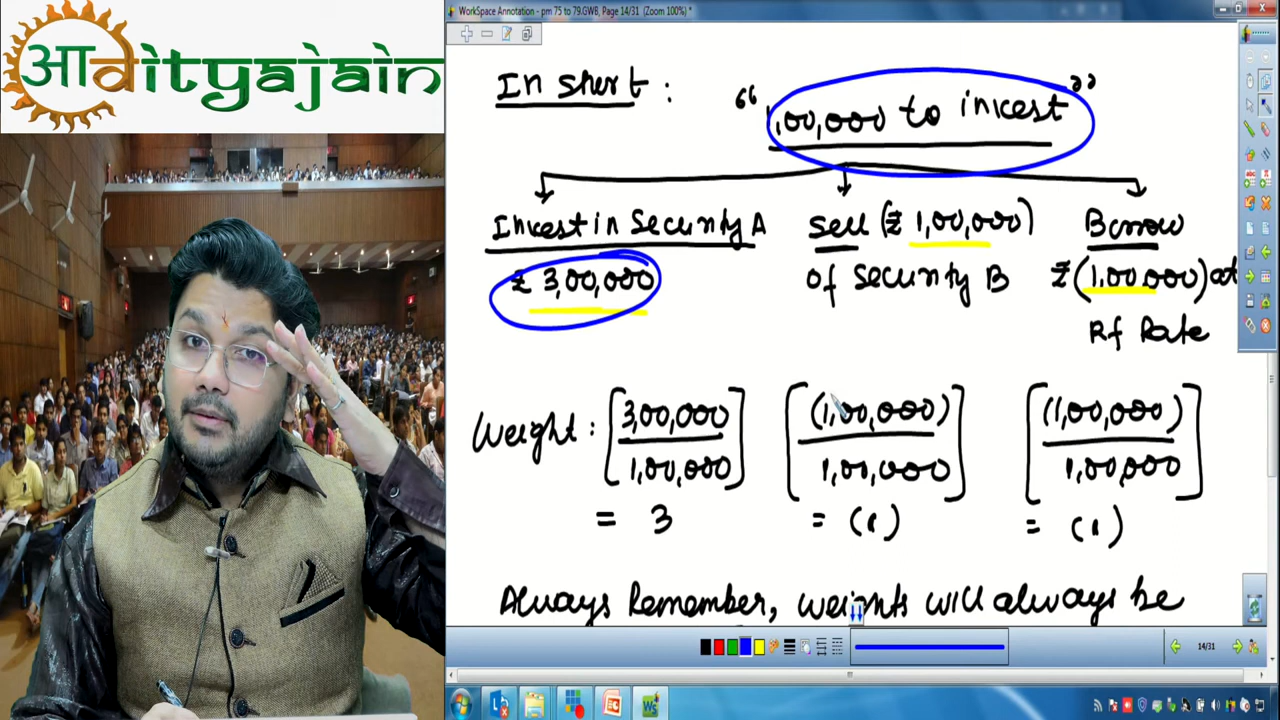 WorkSpace Annotation - pm 75 to 79.GWB, Page 14/31 (Zoom 100%) *
आdityajain
In short :
“1,00,000 to invest”
Invest in Security A
₹ 3,00,000
Sell (₹ 1,00,000)
of Security B
Borrow
₹ (1,00,000) at
Rf Rate
Weight : [3,00,000 / 1,00,000] [(1,00,000) / 1,00,000] [(1,00,000) / 1,00,000]
= 3 = (1) = (1)
Always Remember, weights will always be
14/31